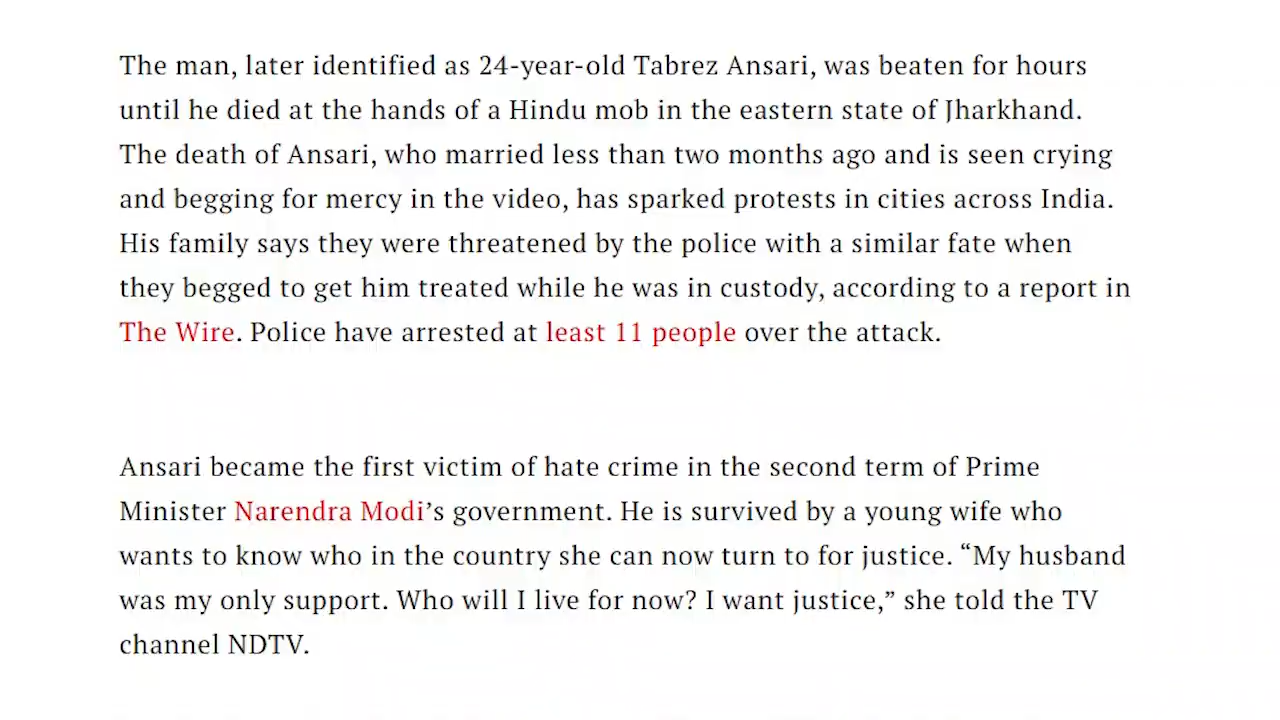 The man, later identified as 24-year-old Tabrez Ansari, was beaten for hours
until he died at the hands of a Hindu mob in the eastern state of Jharkhand.
The death of Ansari, who married less than two months ago and is seen crying
and begging for mercy in the video, has sparked protests in cities across India.
His family says they were threatened by the police with a similar fate when
they begged to get him treated while he was in custody, according to a report in
The Wire. Police have arrested at least 11 people over the attack.
Ansari became the first victim of hate crime in the second term of Prime
Minister Narendra Modi’s government. He is survived by a young wife who
wants to know who in the country she can now turn to for justice. “My husband
was my only support. Who will I live for now? I want justice,” she told the TV
channel NDTV.